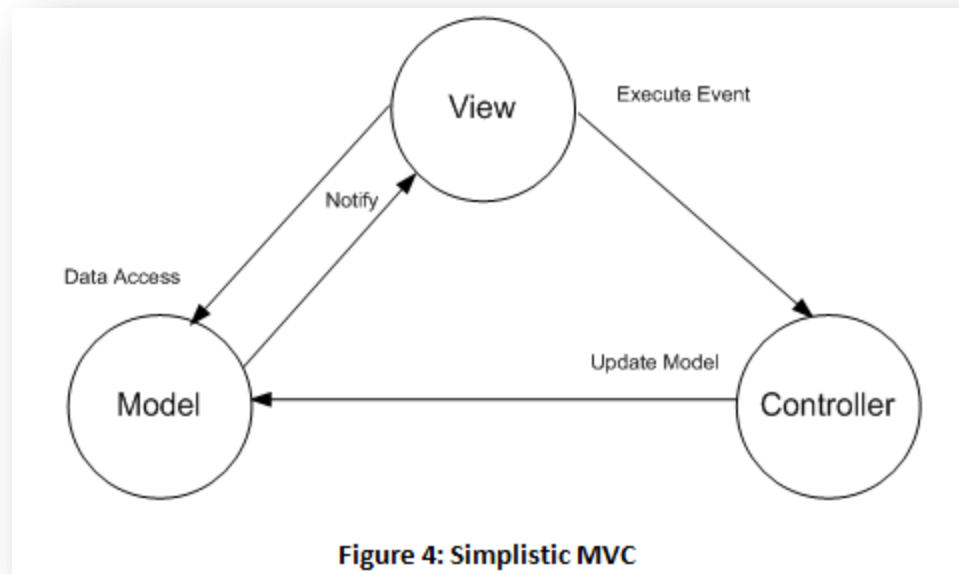 View
Execute Event
Notify
Data Access
Update Model
Model
Controller
Figure 4: Simplistic MVC